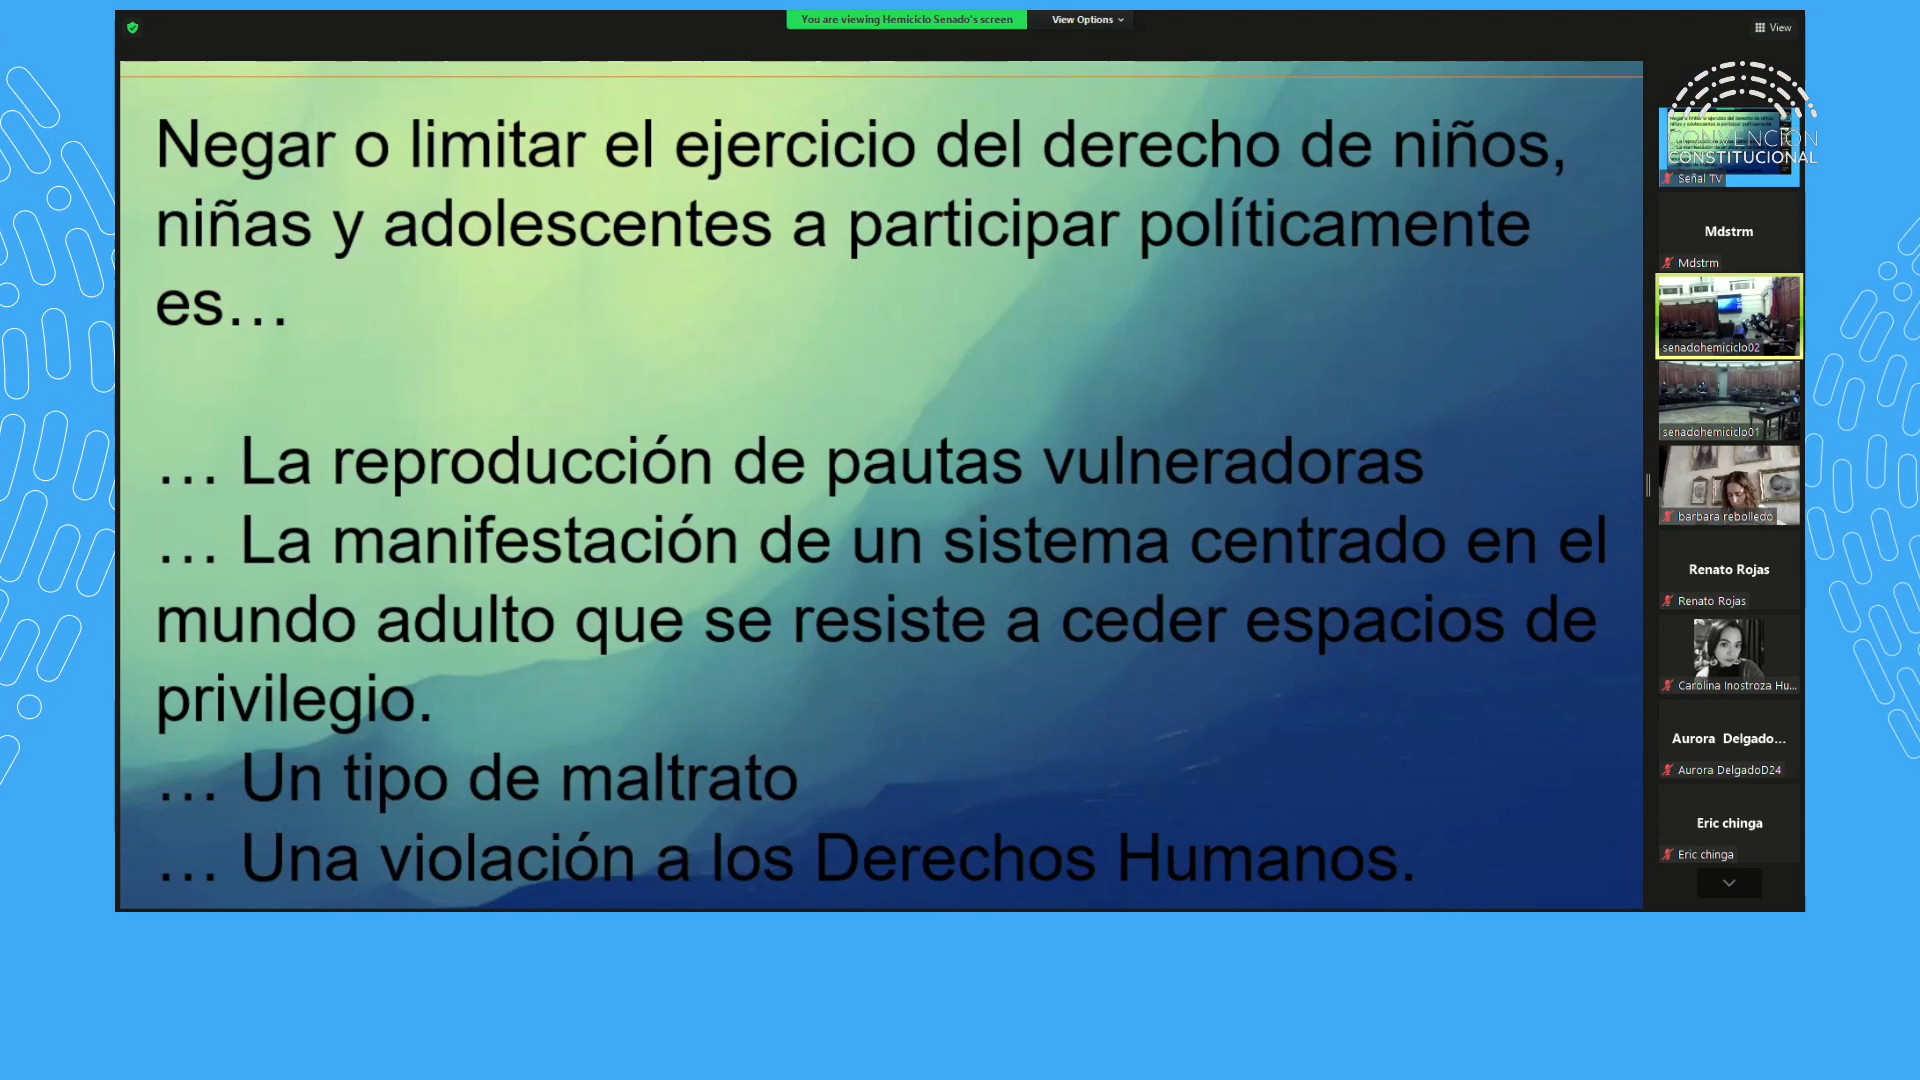 You are viewing Hemiciclo Senado's screen
View Options
View
Negar o limitar el ejercicio del derecho de niños,
niñas y adolescentes a participar políticamente
es…
… La reproducción de pautas vulneradoras
… La manifestación de un sistema centrado en el
mundo adulto que se resiste a ceder espacios de
privilegio.
… Un tipo de maltrato
… Una violación a los Derechos Humanos.
CONVENCIÓN
CONSTITUCIONAL
Señal TV
Mdstrm
Mdstrm
senadohemiciclo02
senadohemiciclo01
barbara rebolledo
Renato Rojas
Renato Rojas
Carolina Inostroza Hu...
Aurora Delgado...
Aurora DelgadoD24
Eric chinga
Eric chinga